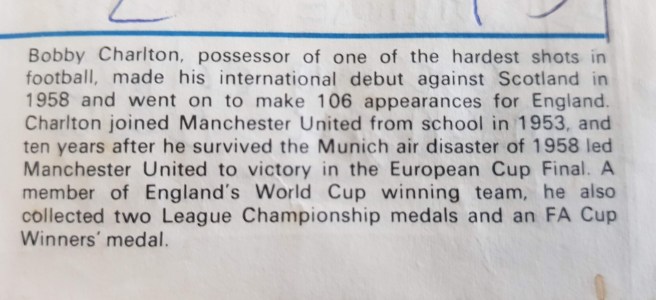 Bobby Charlton, possessor of one of the hardest shots in
football, made his international debut against Scotland in
1958 and went on to make 106 appearances for England.
Charlton joined Manchester United from school in 1953, and
ten years after he survived the Munich air disaster of 1958 led
Manchester United to victory in the European Cup Final. A
member of England's World Cup winning team, he also
collected two League Championship medals and an FA Cup
Winners' medal.